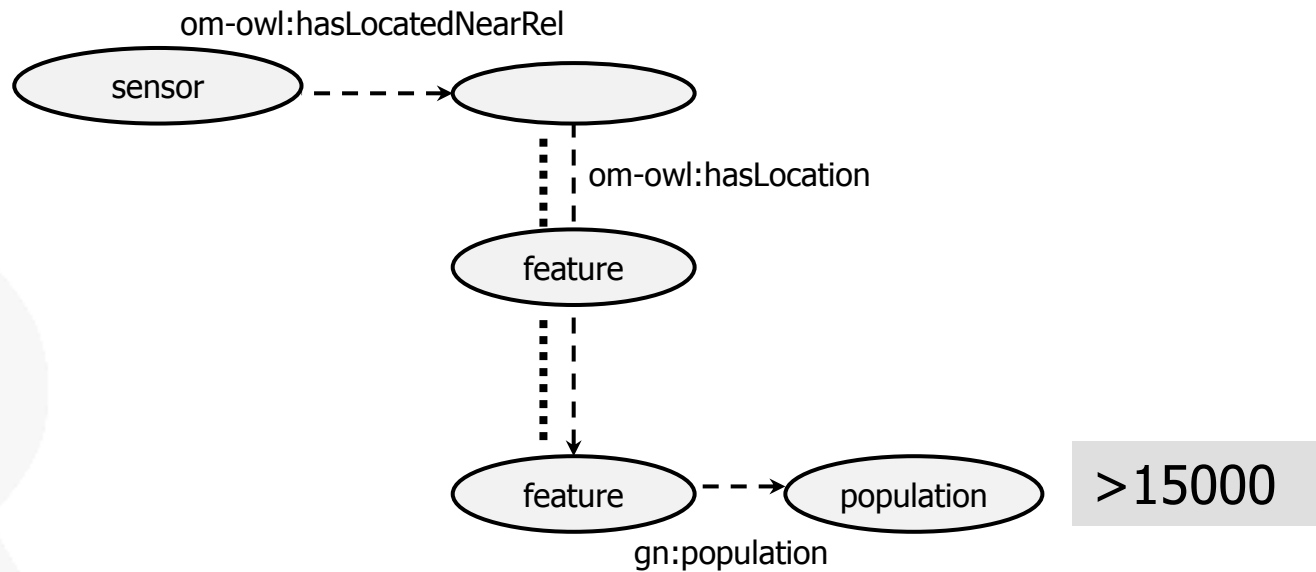 om-owl:hasLocatedNearRel
sensor
om-owl:hasLocation
feature
feature
population
>15000
gn:population